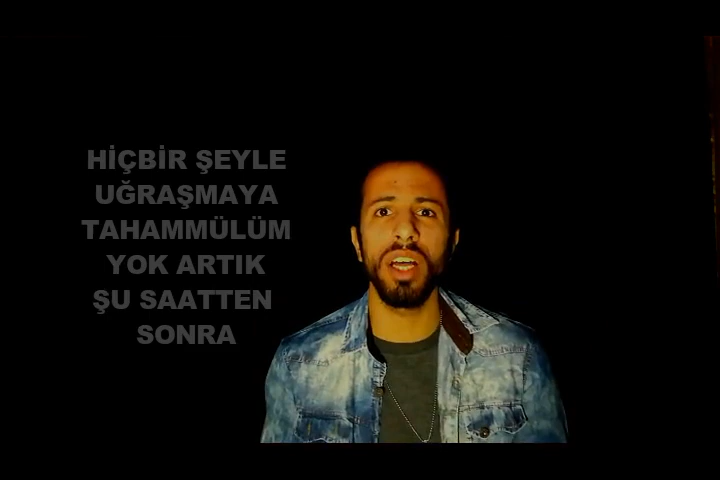 HİÇBİR ŞEYLE
UĞRAŞMAYA
TAHAMMÜLÜM
YOK ARTIK
ŞU SAATTEN
SONRA